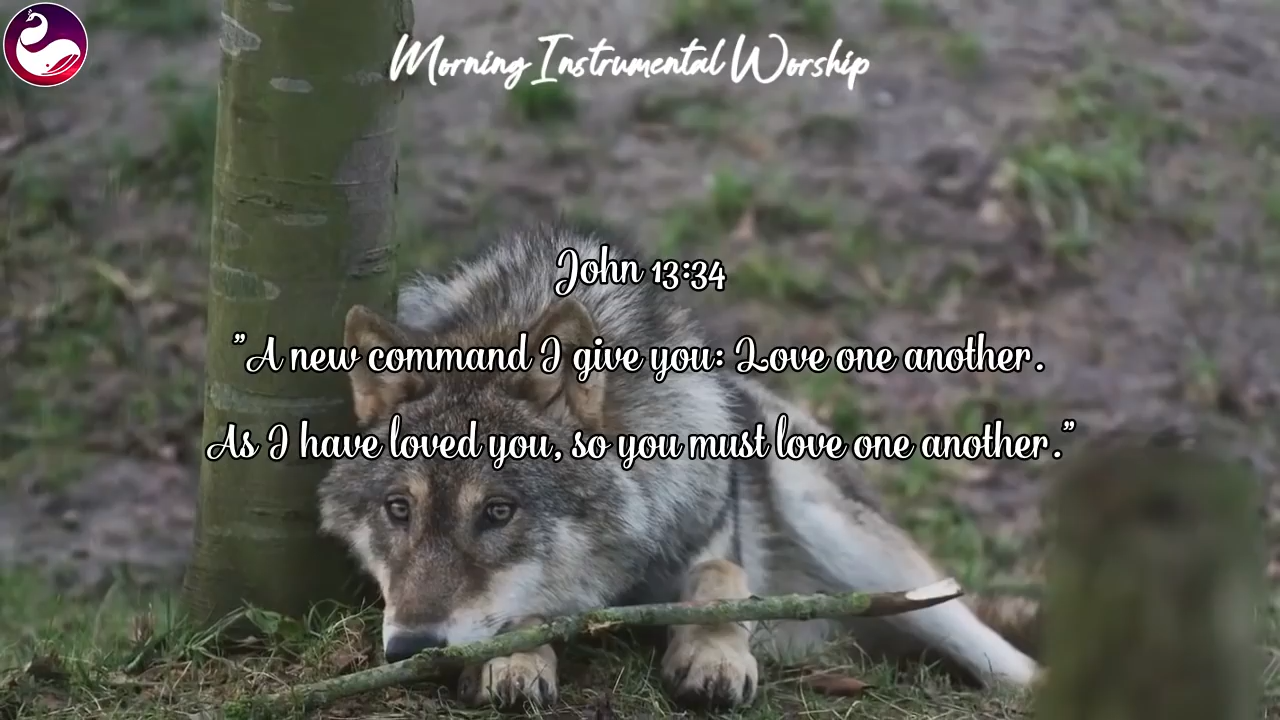 Morning Instrumental Worship
John 13:34
"A new command I give you: Love one another.
As I have loved you, so you must love one another."